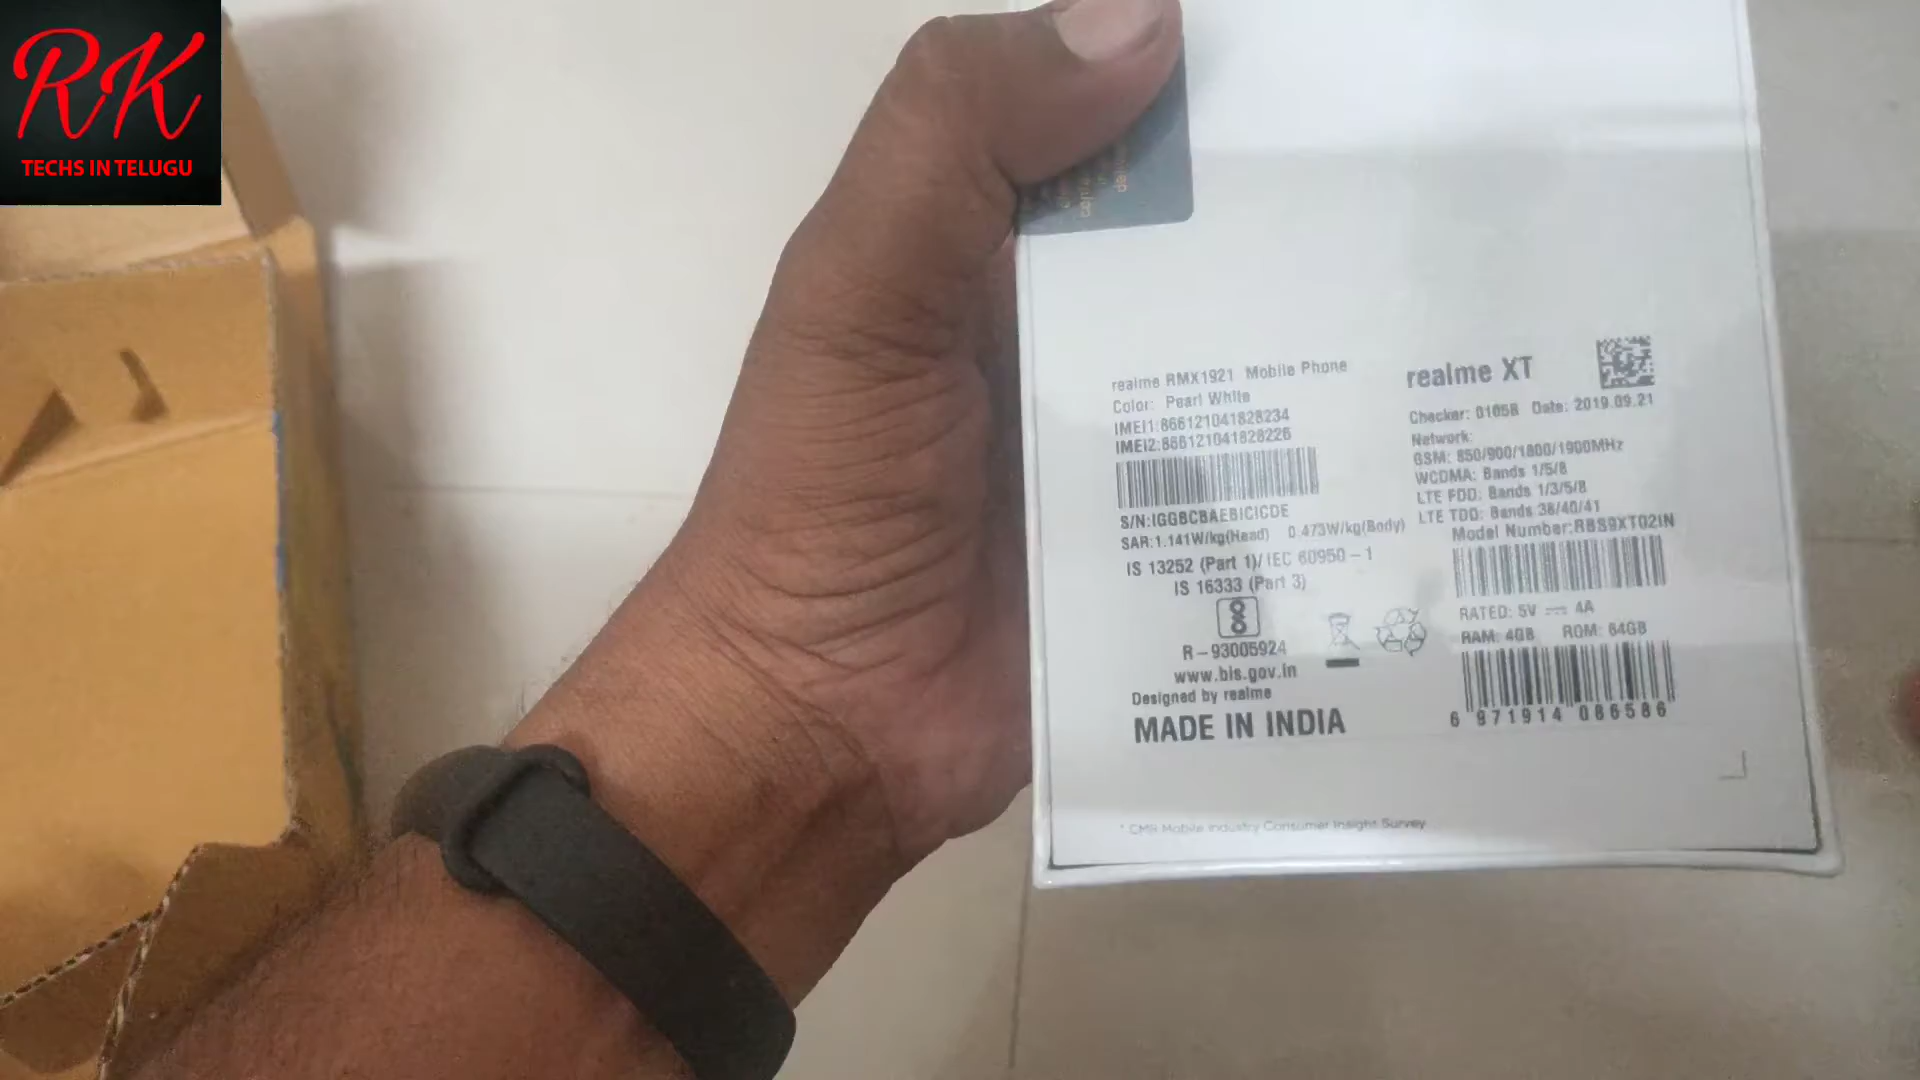 RK
TECHS IN TELUGU
realme RMX1921 Mobile Phone
Color: Pearl White
IMEI1:866121041828234
IMEI2:866121041828226
S/N:IGGBCBAEBICICDE
SAR:1.141W/kg(Head) 0.473W/kg(Body)
IS 13252 (Part 1)/ IEC 60950-1
IS 16333 (Part 3)
R-93005924
www.bis.gov.in
Designed by realme
MADE IN INDIA
realme XT
Checker: 01058 Date: 2019.09.21
Network:
GSM: 850/900/1800/1900MHz
WCDMA: Bands 1/5/8
LTE FDD: Bands 1/3/5/8
LTE TDD: Bands 38/40/41
Model Number:RBS9XT02IN
RATED: 5V 4A
RAM: 4GB ROM: 64GB
6 971914 086586
* CMR Mobile Industry Consumer Insight Survey